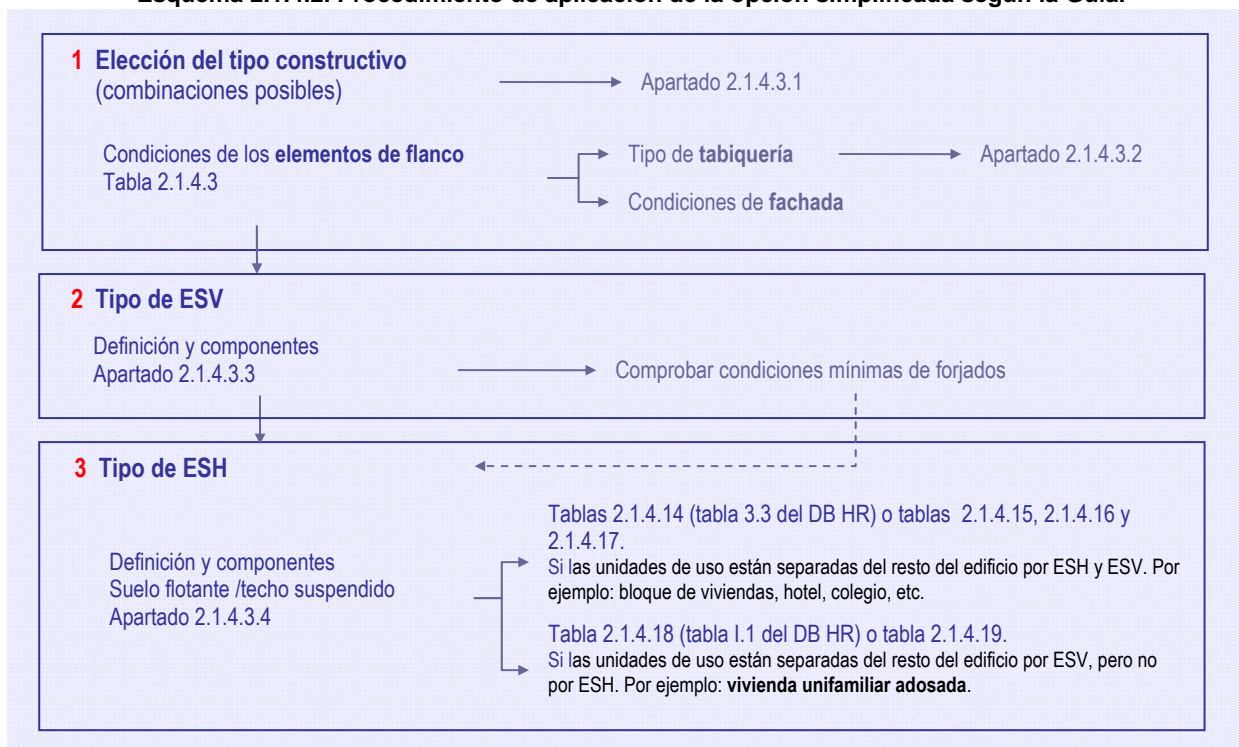 Esquema 2.1.4.2. Procedimiento de aplicación de la opción simplificada según la Guía.
1 Elección del tipo constructivo
(combinaciones posibles)
Apartado 2.1.4.3.1
Condiciones de los elementos de flanco
Tabla 2.1.4.3
Tipo de tabiquería
Apartado 2.1.4.3.2
Condiciones de fachada
2 Tipo de ESV
Definición y componentes
Apartado 2.1.4.3.3
Comprobar condiciones mínimas de forjados
3 Tipo de ESH
Definición y componentes
Suelo flotante /techo suspendido
Apartado 2.1.4.3.4
Tablas 2.1.4.14 (tabla 3.3 del DB HR) o tablas 2.1.4.15, 2.1.4.16 y
2.1.4.17.
Si las unidades de uso están separadas del resto del edificio por ESH y ESV. Por
ejemplo: bloque de viviendas, hotel, colegio, etc.
Tabla 2.1.4.18 (tabla I.1 del DB HR) o tabla 2.1.4.19.
Si las unidades de uso están separadas del resto del edificio por ESV, pero no
por ESH. Por ejemplo: vivienda unifamiliar adosada.